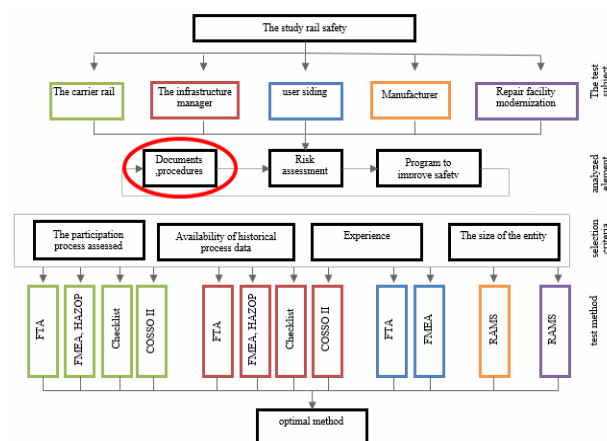 The study rail safety
The carrier rail
The infrastructure
manager
user siding
Manufacturer
Repair facility
modernization
The test
subject
Documents
,procedures
Risk
assessment
Program to
improve safety
analyzed
element
The participation
process assessed
Availability of historical
process data
Experience
The size of the entity
selection
criteria
FTA
FMEA, HAZOP
Checklist
COSSO II
FTA
FMEA, HAZOP
Checklist
COSSO II
FTA
FMEA
RAMS
RAMS
test method
optimal method